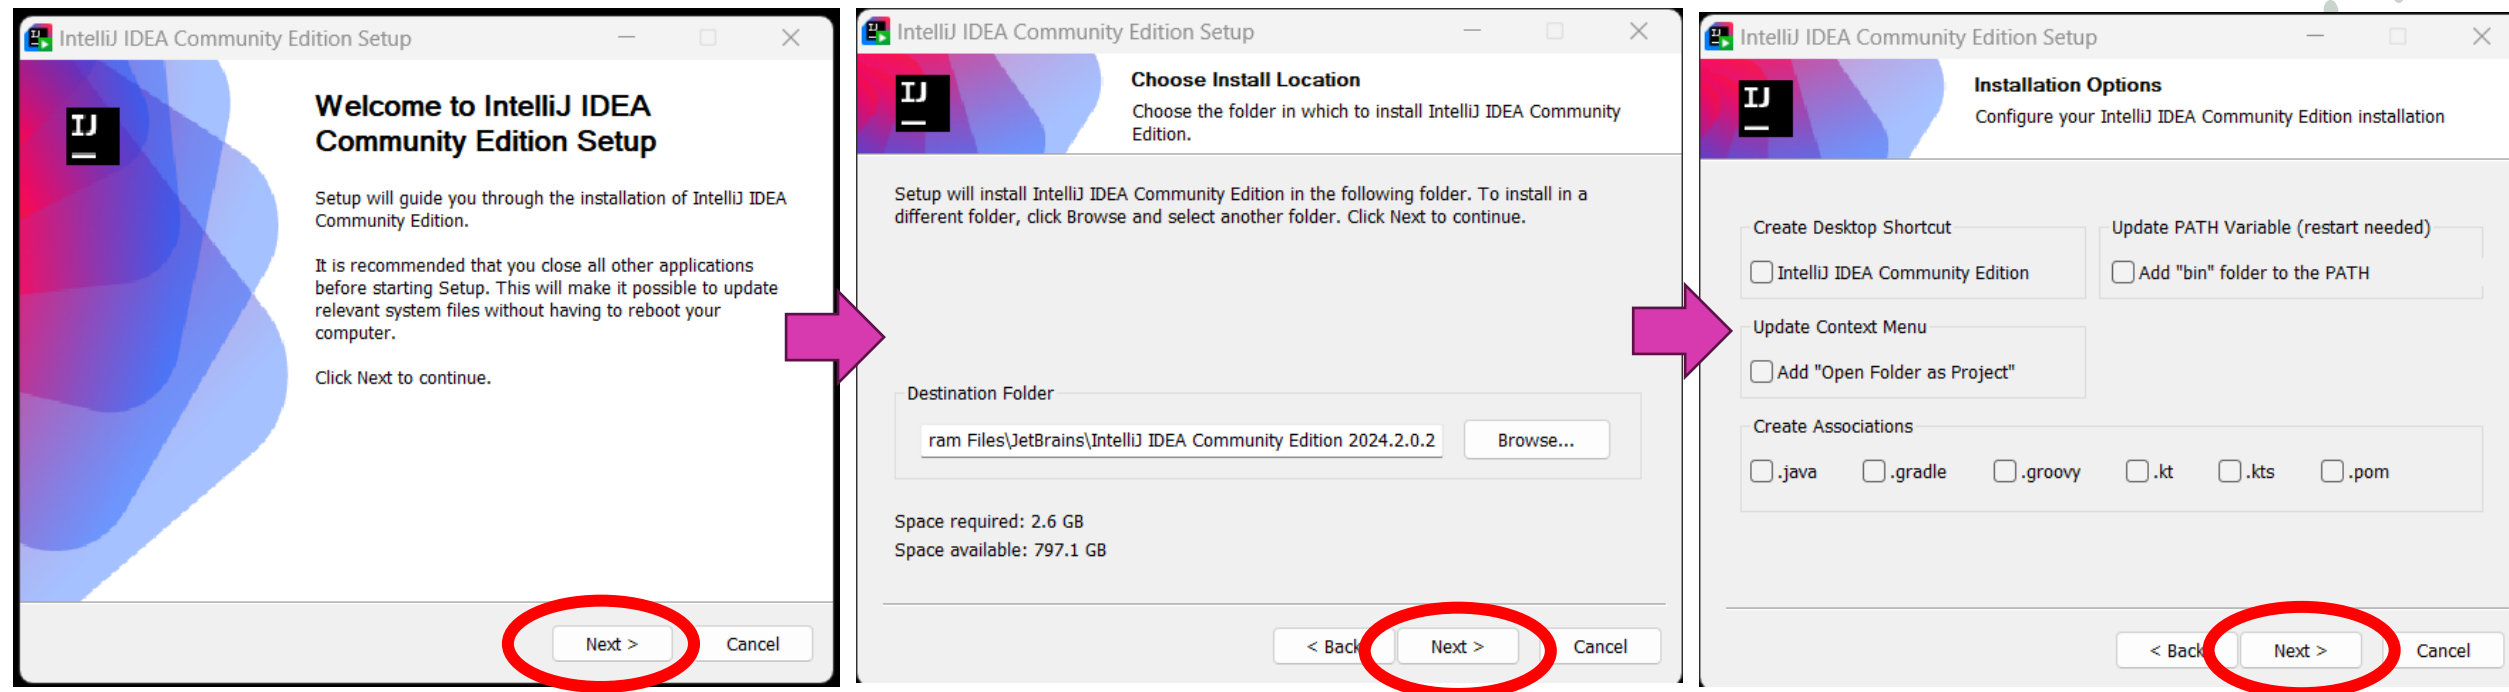 IntelliJ IDEA Community Edition Setup
IJ
Welcome to IntelliJ IDEA
Community Edition Setup
Setup will guide you through the installation of IntelliJ IDEA
Community Edition.
It is recommended that you close all other applications
before starting Setup. This will make it possible to update
relevant system files without having to reboot your
computer.
Click Next to continue.
Next >
Cancel
IntelliJ IDEA Community Edition Setup
IJ
Choose Install Location
Choose the folder in which to install IntelliJ IDEA Community
Edition.
Setup will install IntelliJ IDEA Community Edition in the following folder. To install in a
different folder, click Browse and select another folder. Click Next to continue.
Destination Folder
ram Files\JetBrains\IntelliJ IDEA Community Edition 2024.2.0.2
Browse...
Space required: 2.6 GB
Space available: 797.1 GB
< Back
Next >
Cancel
IntelliJ IDEA Community Edition Setup
IJ
Installation Options
Configure your IntelliJ IDEA Community Edition installation
Create Desktop Shortcut
IntelliJ IDEA Community Edition
Update PATH Variable (restart needed)
Add "bin" folder to the PATH
Update Context Menu
Add "Open Folder as Project"
Create Associations
.java .gradle .groovy .kt .kts .pom
< Back
Next >
Cancel